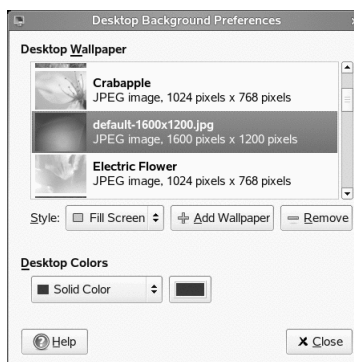 Desktop Background Preferences
Desktop Wallpaper
Crabapple
JPEG image, 1024 pixels x 768 pixels
default-1600x1200.jpg
JPEG image, 1600 pixels x 1200 pixels
Electric Flower
JPEG image, 1024 pixels x 768 pixels
Style: Fill Screen Add Wallpaper Remove
Desktop Colors
Solid Color
Help Close